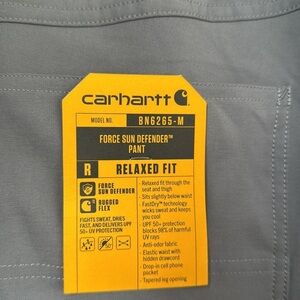 carhartt
MODEL NO. BN6265-M
FORCE SUN DEFENDER™
PANT
R RELAXED FIT
FORCE
SUN DEFENDER
RUGGED
FLEX
FIGHTS SWEAT, DRIES
FAST, AND DELIVERS UPF
50+ UV PROTECTION
- Relaxed fit through the
seat and thigh
- Sits slightly below waist
- FastDry™ technology
wicks sweat and keeps
you cool
- UPF 50+ protection
blocks 98% of harmful
UV rays
- Anti-odor fabric
- Elastic waist with
hidden drawcord
- Drop-in cell phone
pocket
- Tapered leg opening